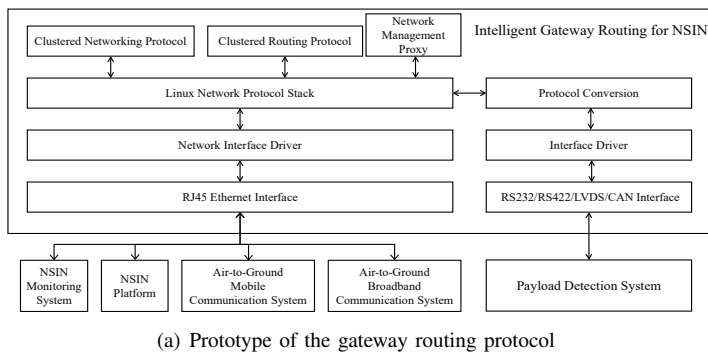 Intelligent Gateway Routing for NSIN
Clustered Networking Protocol
Clustered Routing Protocol
Network
Management
Proxy
Linux Network Protocol Stack
Protocol Conversion
Network Interface Driver
Interface Driver
RJ45 Ethernet Interface
RS232/RS422/LVDS/CAN Interface
NSIN
Monitoring
System
NSIN
Platform
Air-to-Ground
Mobile
Communication System
Air-to-Ground
Broadband
Communication System
Payload Detection System
(a) Prototype of the gateway routing protocol